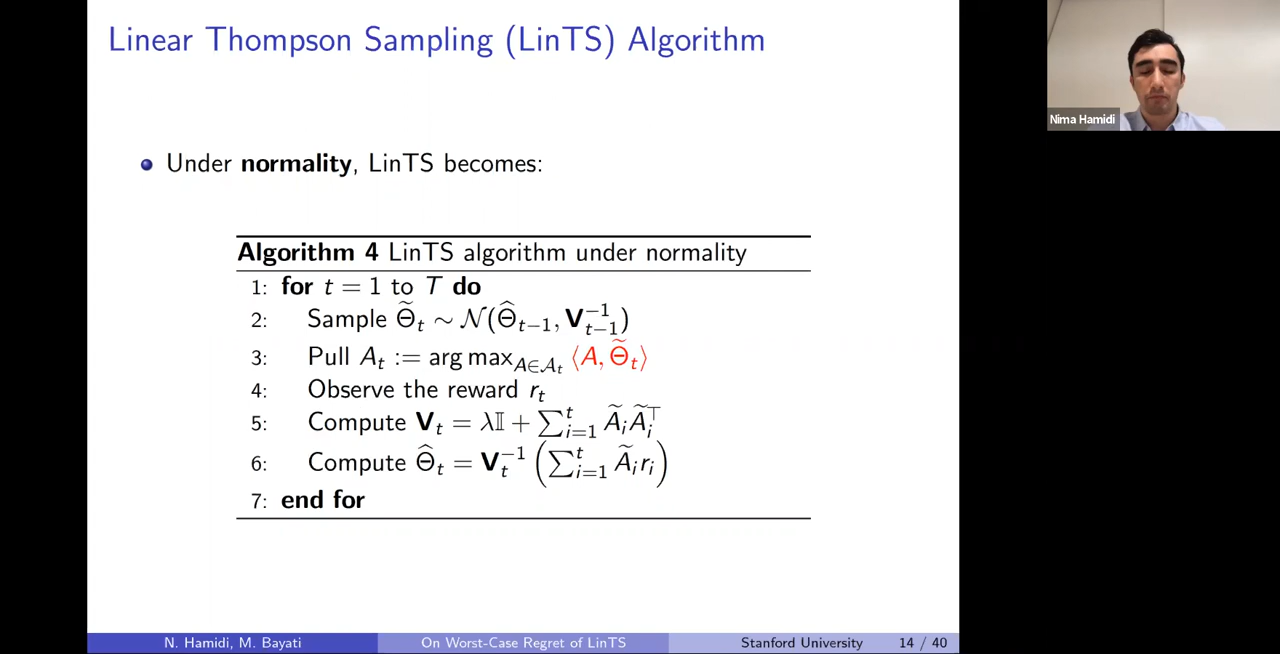 Linear Thompson Sampling (LinTS) Algorithm
Nima Hamidi
Under normality, LinTS becomes:
Algorithm 4 LinTS algorithm under normality
1: for t = 1 to T do
2: Sample Θ̃_t ∼ 𝒩(Θ̂_{t−1}, V_{t−1}^{−1})
3: Pull A_t := arg max_{A∈𝒜_t} ⟨A, Θ̃_t⟩
4: Observe the reward r_t
5: Compute V_t = λ𝕀 + ∑_{i=1}^{t} Ã_i Ã_i^⊤
6: Compute Θ̂_t = V_t^{−1} (∑_{i=1}^{t} Ã_i r_i)
7: end for
N. Hamidi, M. Bayati On Worst-Case Regret of LinTS Stanford University 14 / 40